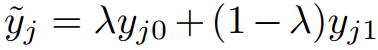 ỹ_j = λy_{j0} + (1 − λ)y_{j1}